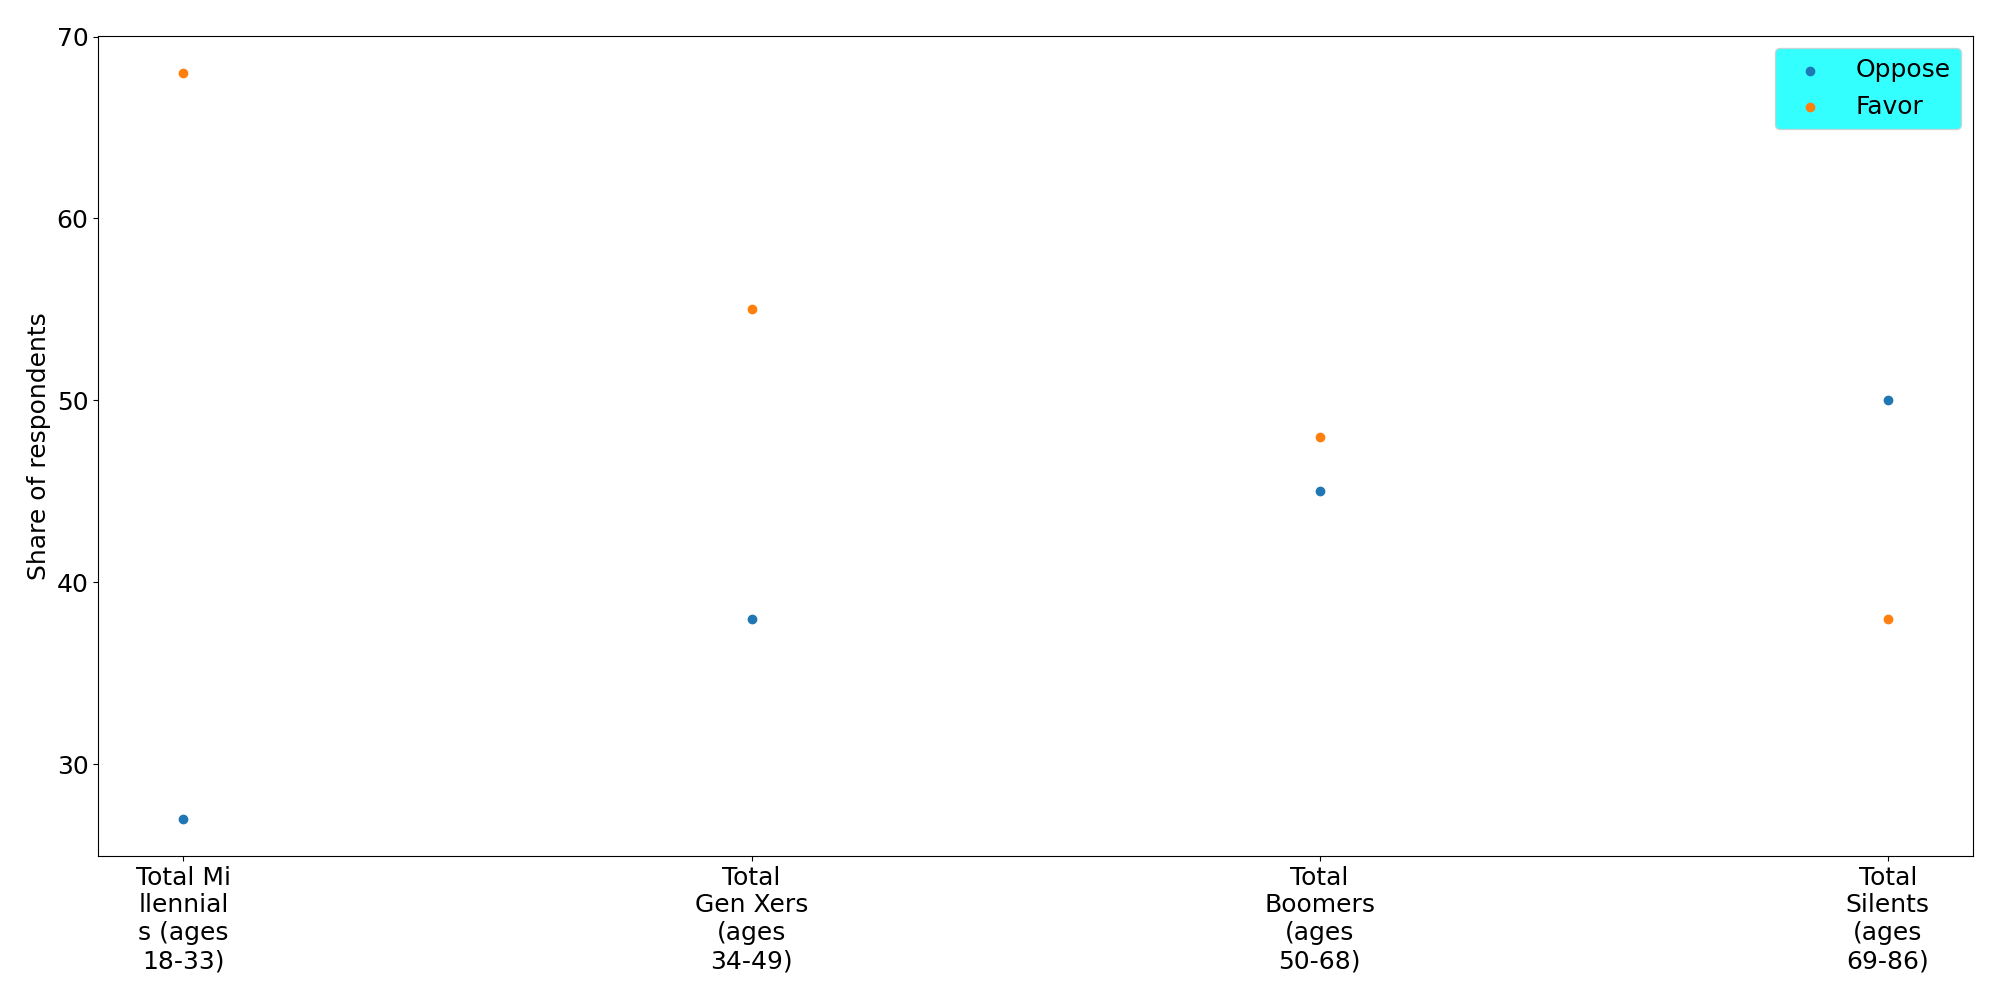 70
60
50
40
30
Share of respondents
Oppose
Favor
Total Mi
llennial
s (ages
18-33)
Total
Gen Xers
(ages
34-49)
Total
Boomers
(ages
50-68)
Total
Silents
(ages
69-86)